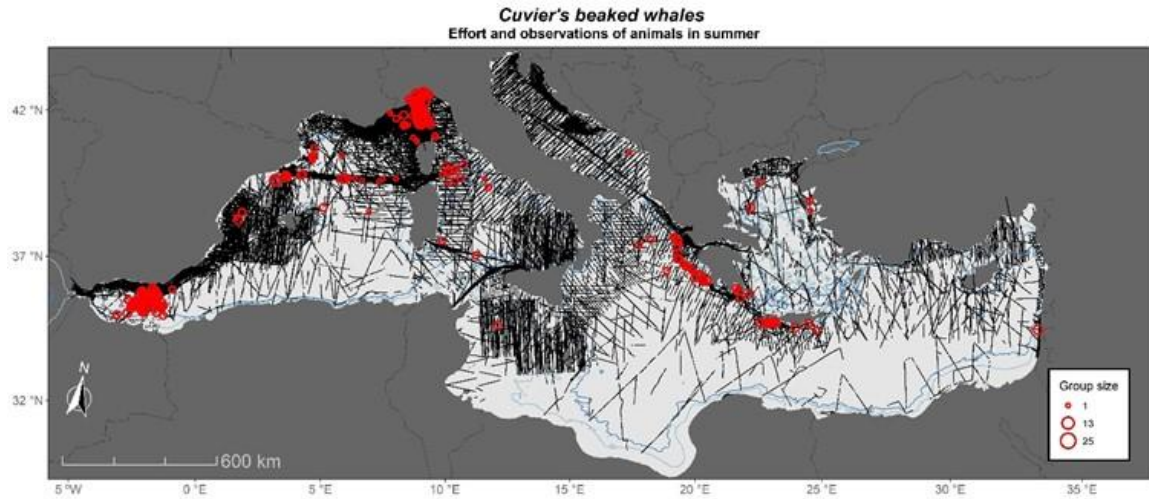 Cuvier's beaked whales
Effort and observations of animals in summer
42 °N
37 °N
32 °N
N
600 km
Group size
1
13
25
5 °W
0 °E
5 °E
10 °E
15 °E
20 °E
25 °E
30 °E
35 °E